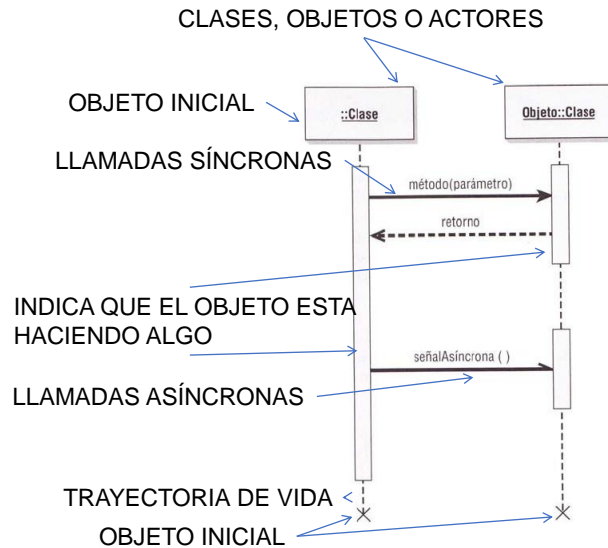 CLASES, OBJETOS O ACTORES
OBJETO INICIAL
::Clase
Objeto::Clase
LLAMADAS SÍNCRONAS
método(parámetro)
retorno
INDICA QUE EL OBJETO ESTA
HACIENDO ALGO
señalAsíncrona ( )
LLAMADAS ASÍNCRONAS
TRAYECTORIA DE VIDA
OBJETO INICIAL